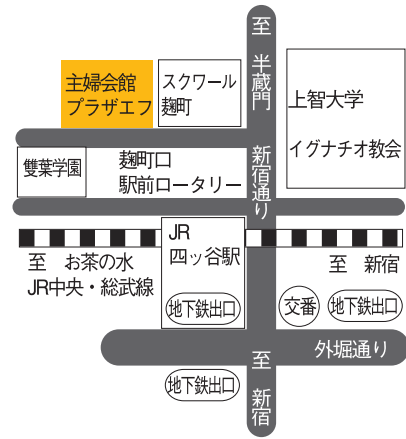 至 半蔵門
主婦会館
プラザエフ
スクワール
麹町
上智大学
イグナチオ教会
雙葉学園
麹町口
駅前ロータリー
新宿通り
JR
四ッ谷駅
至 お茶の水
JR中央・総武線
至 新宿
地下鉄出口
交番
地下鉄出口
外堀通り
至 新宿
地下鉄出口